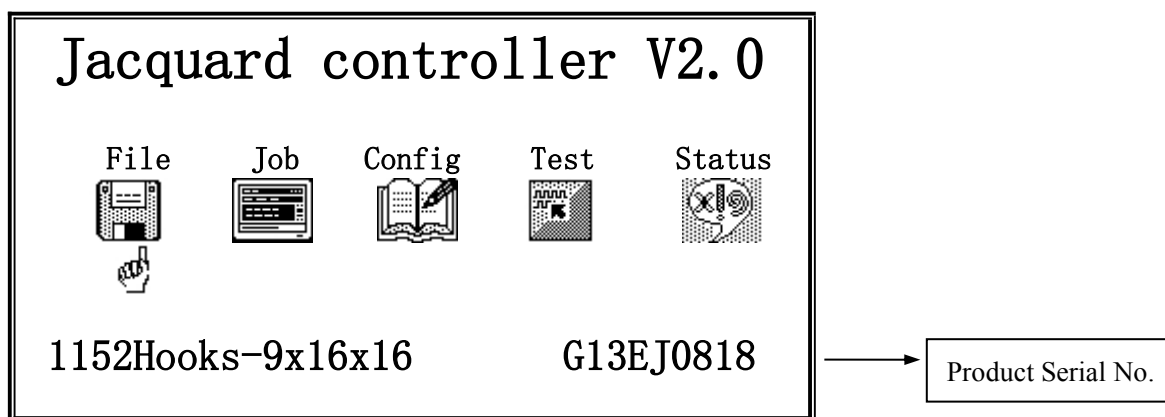 Jacquard controller V2.0
File Job Config Test Status
1152Hooks-9x16x16 G13EJ0818
Product Serial No.